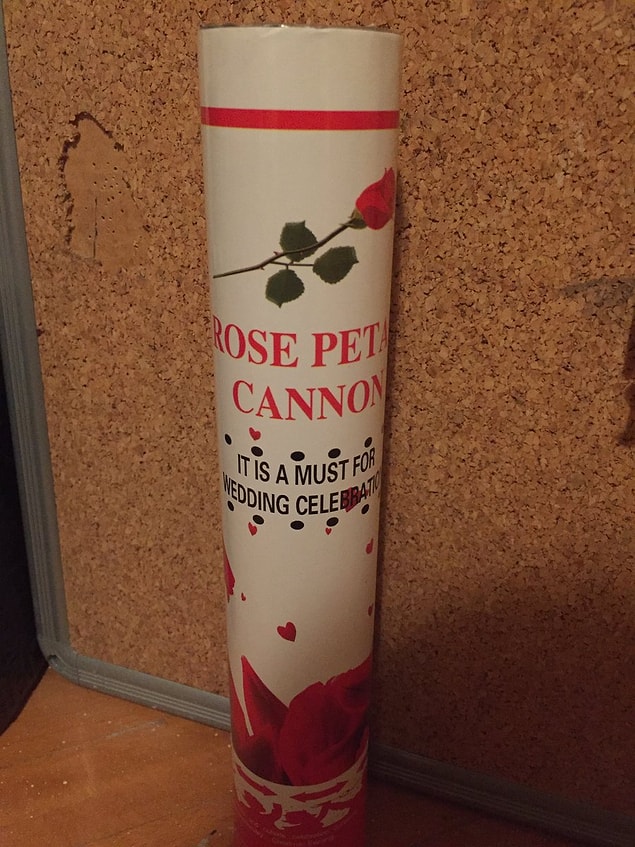 ROSE PETA
CANNON
IT IS A MUST FOR
WEDDING CELEBRATIO